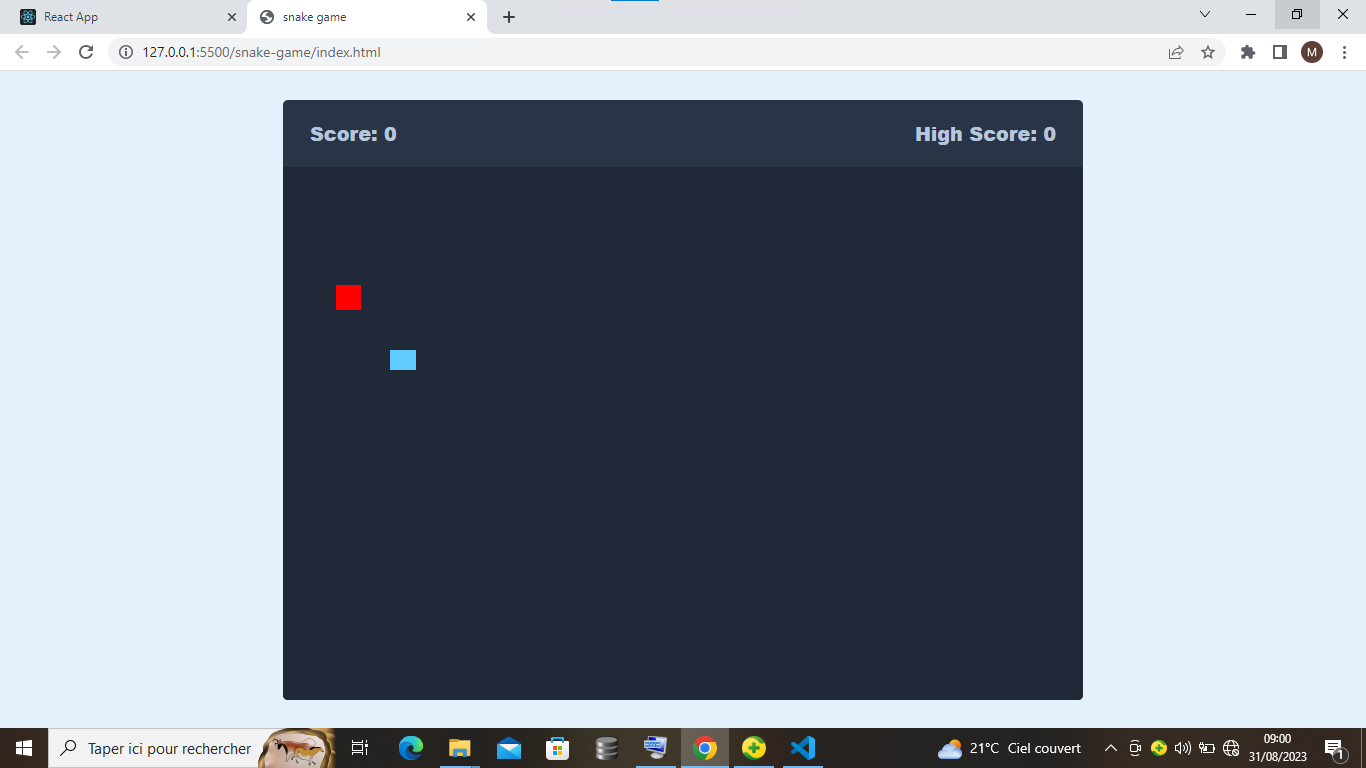 React App
snake game
127.0.0.1:5500/snake-game/index.html
M
Score: 0
High Score: 0
Taper ici pour rechercher
21°C Ciel couvert
09:00
31/08/2023
1